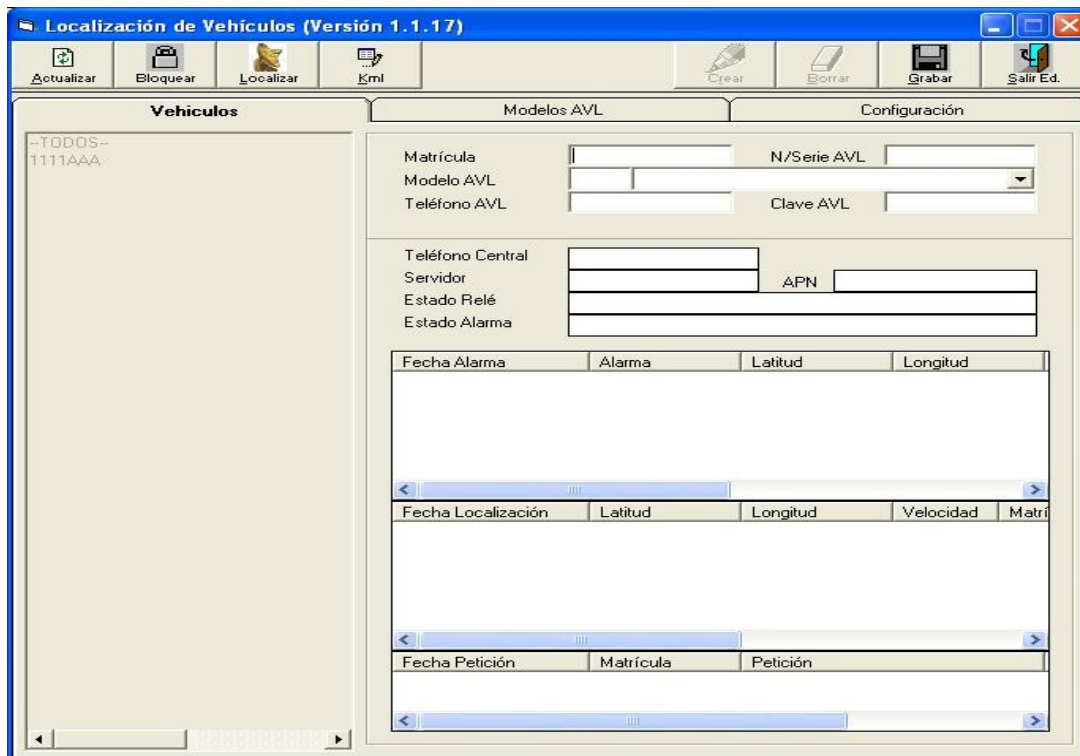 Localización de Vehículos (Versión 1.1.17)
Actualizar Bloquear Localizar Kml Crear Borrar Grabar Salir Ed.
Vehiculos Modelos AVL Configuración
--TODOS--
1111AAA
Matrícula N/Serie AVL
Modelo AVL
Teléfono AVL Clave AVL
Teléfono Central
Servidor APN
Estado Relé
Estado Alarma
Fecha Alarma Alarma Latitud Longitud
Fecha Localización Latitud Longitud Velocidad Matrí
Fecha Petición Matrícula Petición